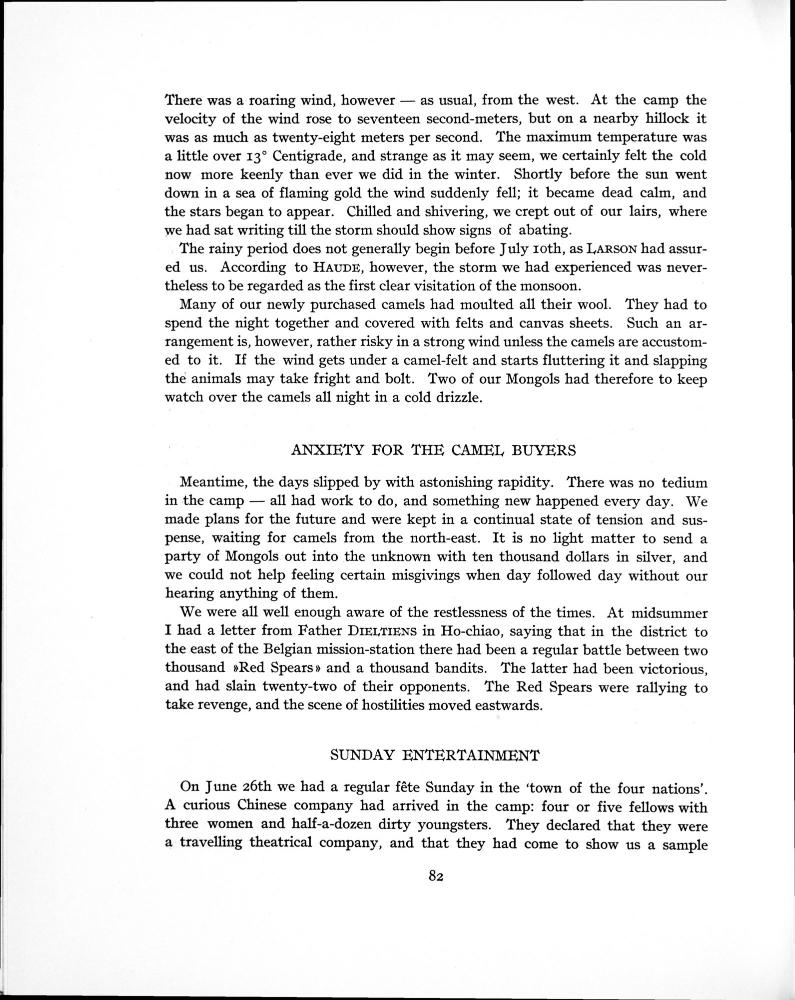 There was a roaring wind, however — as usual, from the west. At the camp the
velocity of the wind rose to seventeen second-meters, but on a nearby hillock it
was as much as twenty-eight meters per second. The maximum temperature was
a little over 13° Centigrade, and strange as it may seem, we certainly felt the cold
now more keenly than ever we did in the winter. Shortly before the sun went
down in a sea of flaming gold the wind suddenly fell; it became dead calm, and
the stars began to appear. Chilled and shivering, we crept out of our lairs, where
we had sat writing till the storm should show signs of abating.
The rainy period does not generally begin before July 10th, as LARSON had assur-
ed us. According to HAUDE, however, the storm we had experienced was never-
theless to be regarded as the first clear visitation of the monsoon.
Many of our newly purchased camels had moulted all their wool. They had to
spend the night together and covered with felts and canvas sheets. Such an ar-
rangement is, however, rather risky in a strong wind unless the camels are accustom-
ed to it. If the wind gets under a camel-felt and starts fluttering it and slapping
the animals may take fright and bolt. Two of our Mongols had therefore to keep
watch over the camels all night in a cold drizzle.
ANXIETY FOR THE CAMEL BUYERS
Meantime, the days slipped by with astonishing rapidity. There was no tedium
in the camp — all had work to do, and something new happened every day. We
made plans for the future and were kept in a continual state of tension and sus-
pense, waiting for camels from the north-east. It is no light matter to send a
party of Mongols out into the unknown with ten thousand dollars in silver, and
we could not help feeling certain misgivings when day followed day without our
hearing anything of them.
We were all well enough aware of the restlessness of the times. At midsummer
I had a letter from Father DIELTIENS in Ho-chiao, saying that in the district to
the east of the Belgian mission-station there had been a regular battle between two
thousand »Red Spears» and a thousand bandits. The latter had been victorious,
and had slain twenty-two of their opponents. The Red Spears were rallying to
take revenge, and the scene of hostilities moved eastwards.
SUNDAY ENTERTAINMENT
On June 26th we had a regular fête Sunday in the ‘town of the four nations’.
A curious Chinese company had arrived in the camp: four or five fellows with
three women and half-a-dozen dirty youngsters. They declared that they were
a travelling theatrical company, and that they had come to show us a sample
82